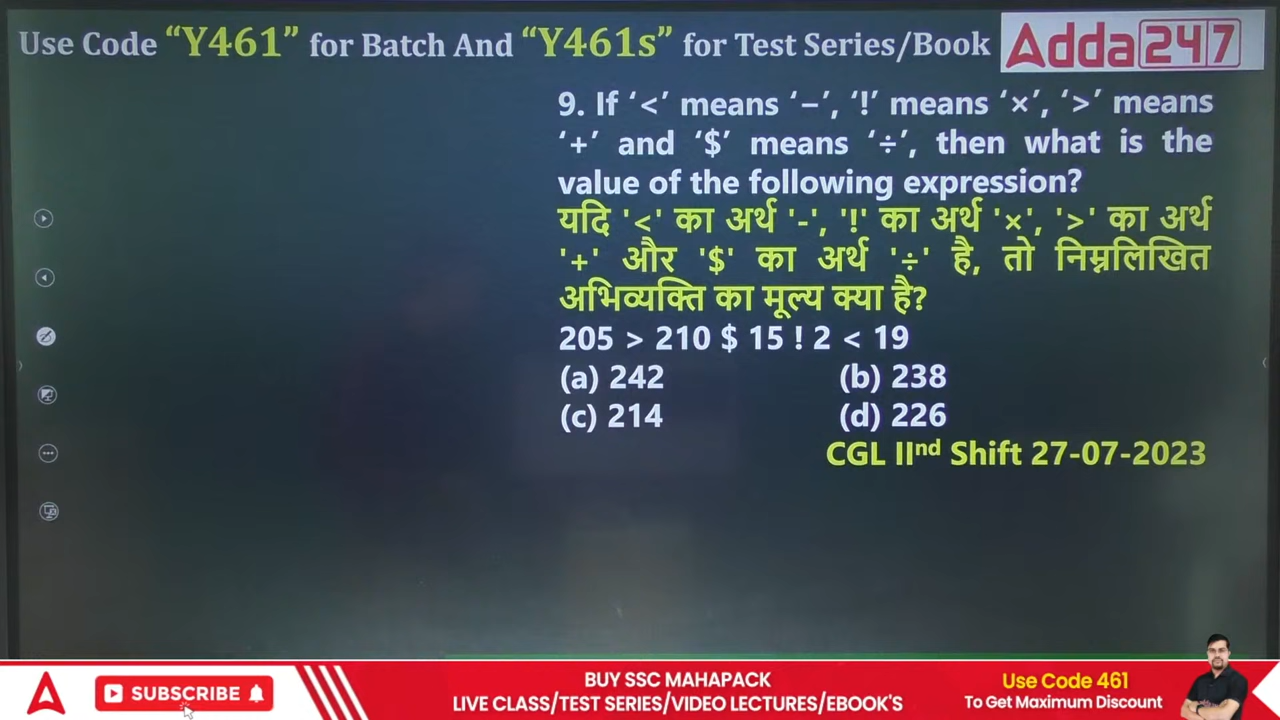 Use Code “Y461” for Batch And “Y461s” for Test Series/Book
Adda247
9. If ‘<’ means ‘−’, ‘!’ means ‘×’, ‘>’ means
‘+’ and ‘$’ means ‘÷’, then what is the
value of the following expression?
यदि '<' का अर्थ '-', '!' का अर्थ '×', '>' का अर्थ
'+' और '$' का अर्थ '÷' है, तो निम्नलिखित
अभिव्यक्ति का मूल्य क्या है?
205 > 210 $ 15 ! 2 < 19
(a) 242 (b) 238
(c) 214 (d) 226
CGL IInd Shift 27-07-2023
SUBSCRIBE
BUY SSC MAHAPACK
LIVE CLASS/TEST SERIES/VIDEO LECTURES/EBOOK'S
Use Code 461
To Get Maximum Discount